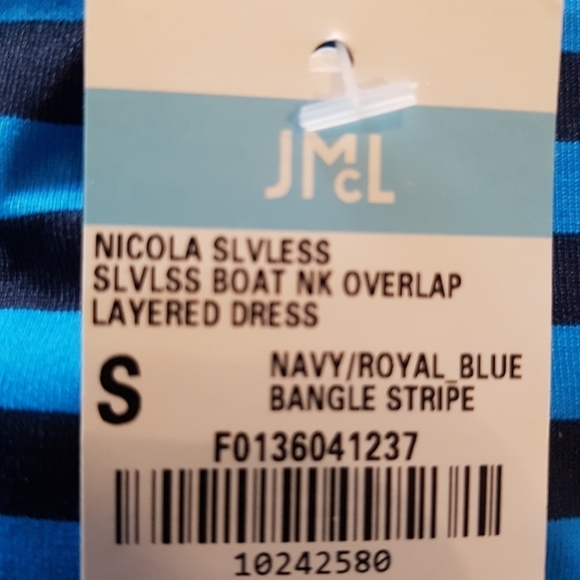 JMcL
NICOLA SLVLESS
SLVLSS BOAT NK OVERLAP
LAYERED DRESS
S
NAVY/ROYAL_BLUE
BANGLE STRIPE
F0136041237
10242580